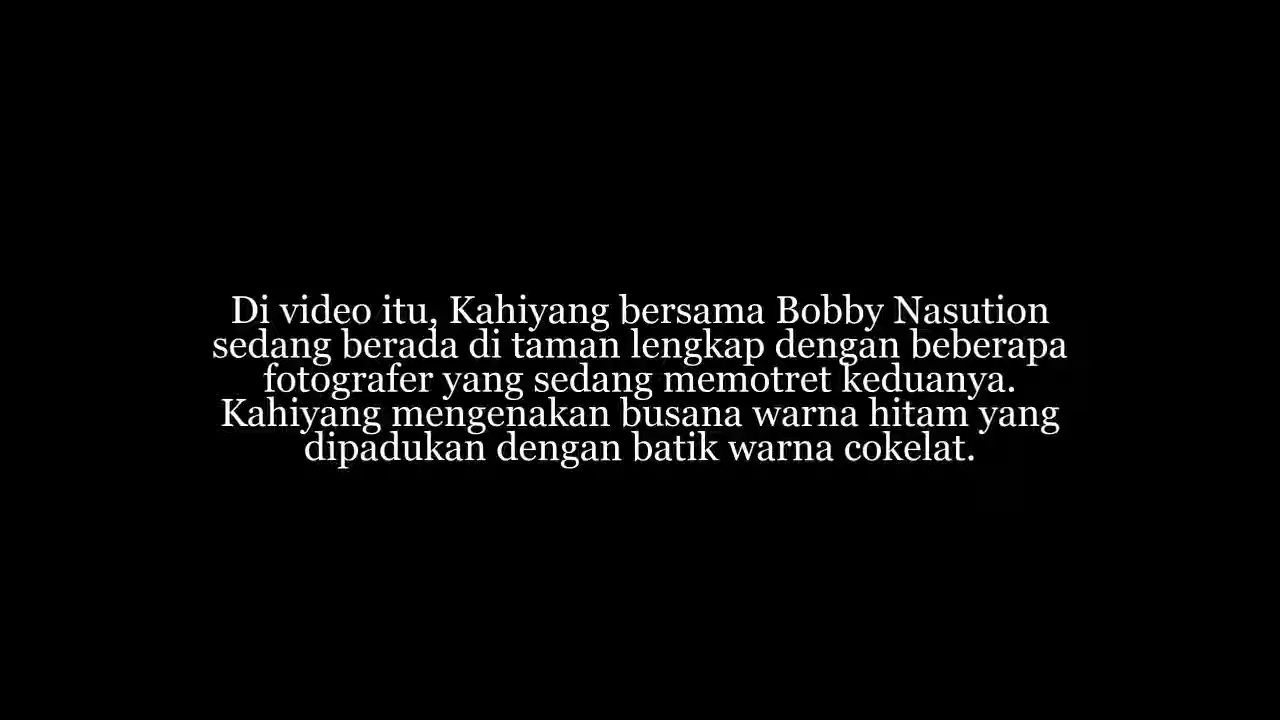 Di video itu, Kahiyang bersama Bobby Nasution
sedang berada di taman lengkap dengan beberapa
fotografer yang sedang memotret keduanya.
Kahiyang mengenakan busana warna hitam yang
dipadukan dengan batik warna cokelat.